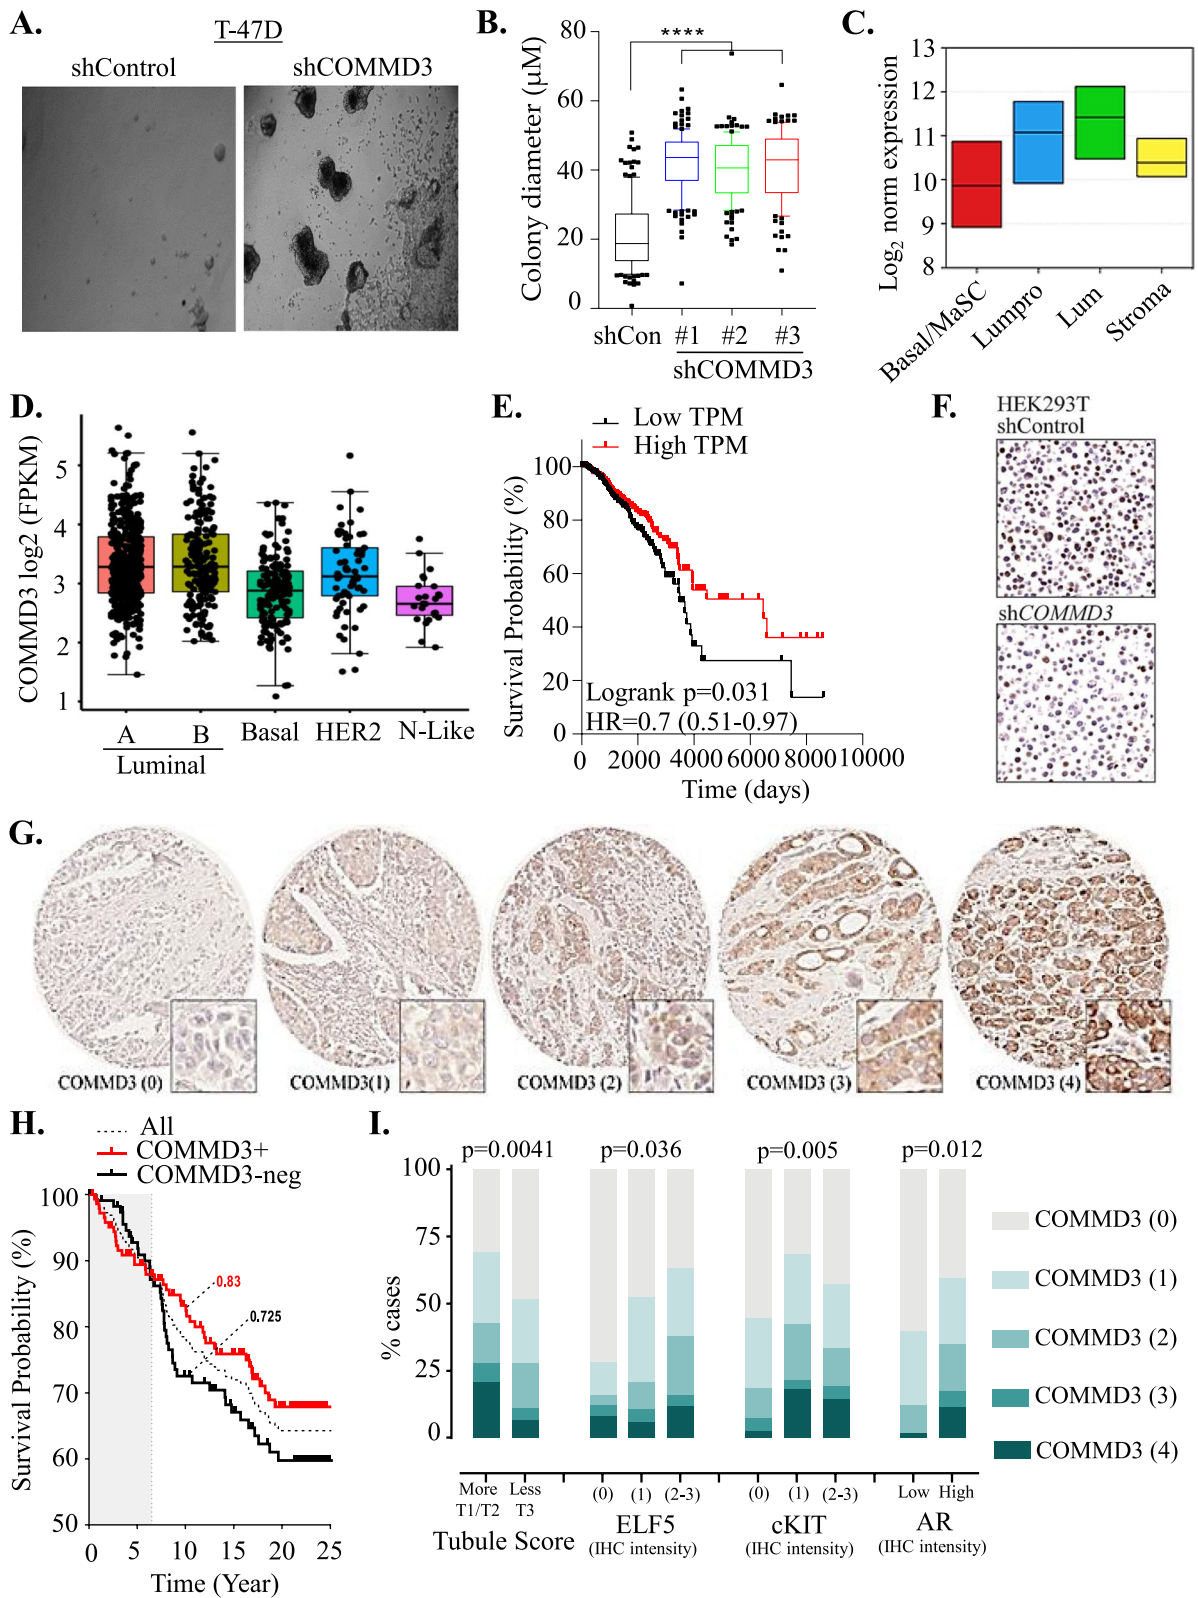 A.
T-47D
shControl
shCOMMD3
B.
Colony diameter (µM)
80
60
40
20
0
****
shCon
#1
#2
#3
shCOMMD3
C.
Log2 norm expression
13
12
11
10
9
8
Basal/MaSC
Lumpro
Lum
Stroma
D.
COMMD3 log2 (FPKM)
5
4
3
2
1
A
B
Basal
HER2
N-Like
Luminal
E.
Low TPM
High TPM
Survival Probability (%)
100
80
60
40
20
Logrank p=0.031
HR=0.7 (0.51-0.97)
0
2000
4000
6000
8000
10000
Time (days)
F.
HEK293T
shControl
shCOMMD3
G.
COMMD3 (0)
COMMD3(1)
COMMD3 (2)
COMMD3 (3)
COMMD3 (4)
H.
All
COMMD3+
COMMD3-neg
Survival Probability (%)
100
90
80
70
60
50
0.83
0.725
0
5
10
15
20
25
Time (Year)
I.
p=0.0041
p=0.036
p=0.005
p=0.012
% cases
100
75
50
25
0
More
T1/T2
Less
T3
Tubule Score
(0)
(1)
(2-3)
ELF5
(IHC intensity)
(0)
(1)
(2-3)
cKIT
(IHC intensity)
Low
High
AR
(IHC intensity)
COMMD3 (0)
COMMD3 (1)
COMMD3 (2)
COMMD3 (3)
COMMD3 (4)